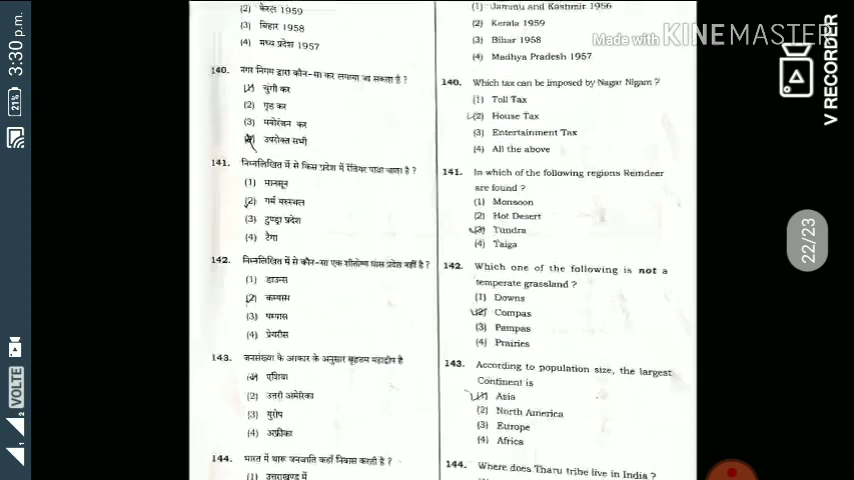 3:30 p.m.
21%
VOLTE
(2) केरल 1959
(3) बिहार 1958
(4) मध्य प्रदेश 1957
140. नगर निगम द्वारा कौन-सा कर लगाया जा सकता है ?
(1) चुंगी कर
(2) गृह कर
(3) मनोरंजन कर
उपरोक्त सभी
141. निम्नलिखित में से किस प्रदेश में रेंडियर पाया जाता है ?
(1) मानसून
(2) गर्म मरुस्थल
(3) टुण्ड्रा प्रदेश
(4) टैगा
142. निम्नलिखित में से कौन-सा एक शीतोष्ण घास प्रदेश नहीं है ?
(1) डाउन्स
(2) कम्पास
(3) पम्पास
(4) प्रेयरीस
143. जनसंख्या के आकार के अनुसार बृहत्तम महाद्वीप है
(1) एशिया
(2) उत्तरी अमेरिका
(3) यूरोप
(4) अफ्रीका
144. भारत में थारू जनजाति कहाँ निवास करती है ?
(1) उत्तराखण्ड में
(1) Jammu and Kashmir 1956
(2) Kerala 1959
(3) Bihar 1958
(4) Madhya Pradesh 1957
140. Which tax can be imposed by Nagar Nigam ?
(1) Toll Tax
(2) House Tax
(3) Entertainment Tax
(4) All the above
141. In which of the following regions Reindeer
are found ?
(1) Monsoon
(2) Hot Desert
(3) Tundra
(4) Taiga
142. Which one of the following is not a
temperate grassland ?
(1) Downs
(2) Compas
(3) Pampas
(4) Prairies
143. According to population size, the largest
Continent is
(1) Asia
(2) North America
(3) Europe
(4) Africa
144. Where does Tharu tribe live in India ?
Made with KINEMASTER
V RECORDER
22/23